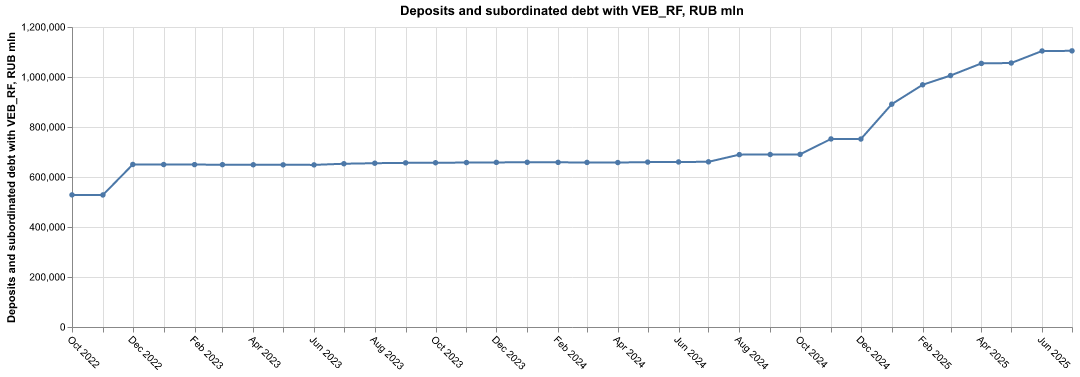 Deposits and subordinated debt with VEB_RF, RUB mln
Deposits and subordinated debt with VEB_RF, RUB mln
1,200,000
1,000,000
800,000
600,000
400,000
200,000
0
Oct 2022
Dec 2022
Feb 2023
Apr 2023
Jun 2023
Aug 2023
Oct 2023
Dec 2023
Feb 2024
Apr 2024
Jun 2024
Aug 2024
Oct 2024
Dec 2024
Feb 2025
Apr 2025
Jun 2025